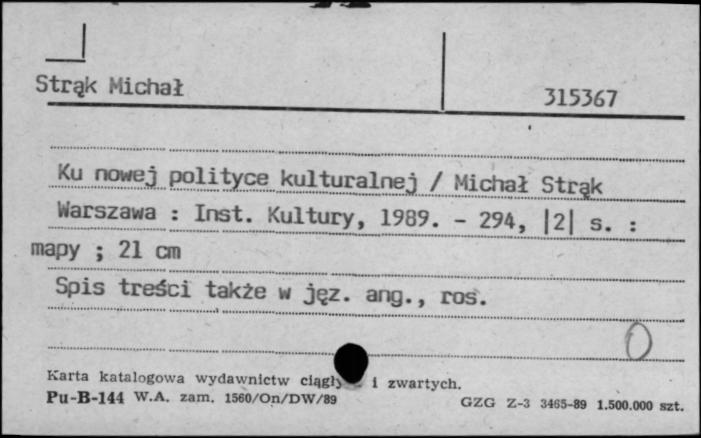 Strąk Michał
315367
Ku nowej polityce kulturalnej / Michał Strąk
Warszawa : Inst. Kultury, 1989. - 294, |2| s. :
mapy ; 21 cm
Spis treści także w jęz. ang., ros.
Karta katalogowa wydawnictw i zwartych.
Pu-B-144 W.A. zam. 1560/On/DW/89
GZG Z-3 3465-89 1.500.000 szt.